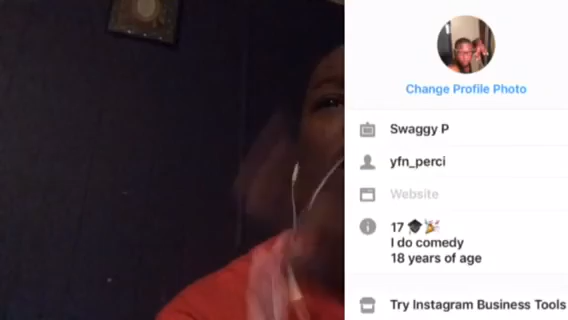 Change Profile Photo
Swaggy P
yfn_perci
Website
17 🎓🎉
I do comedy
18 years of age
Try Instagram Business Tools